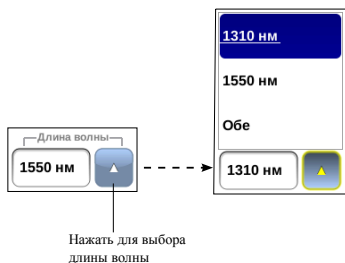 1310 нм
1550 нм
Обе
Длина волны
1550 нм
1310 нм
Нажать для выбора
длины волны